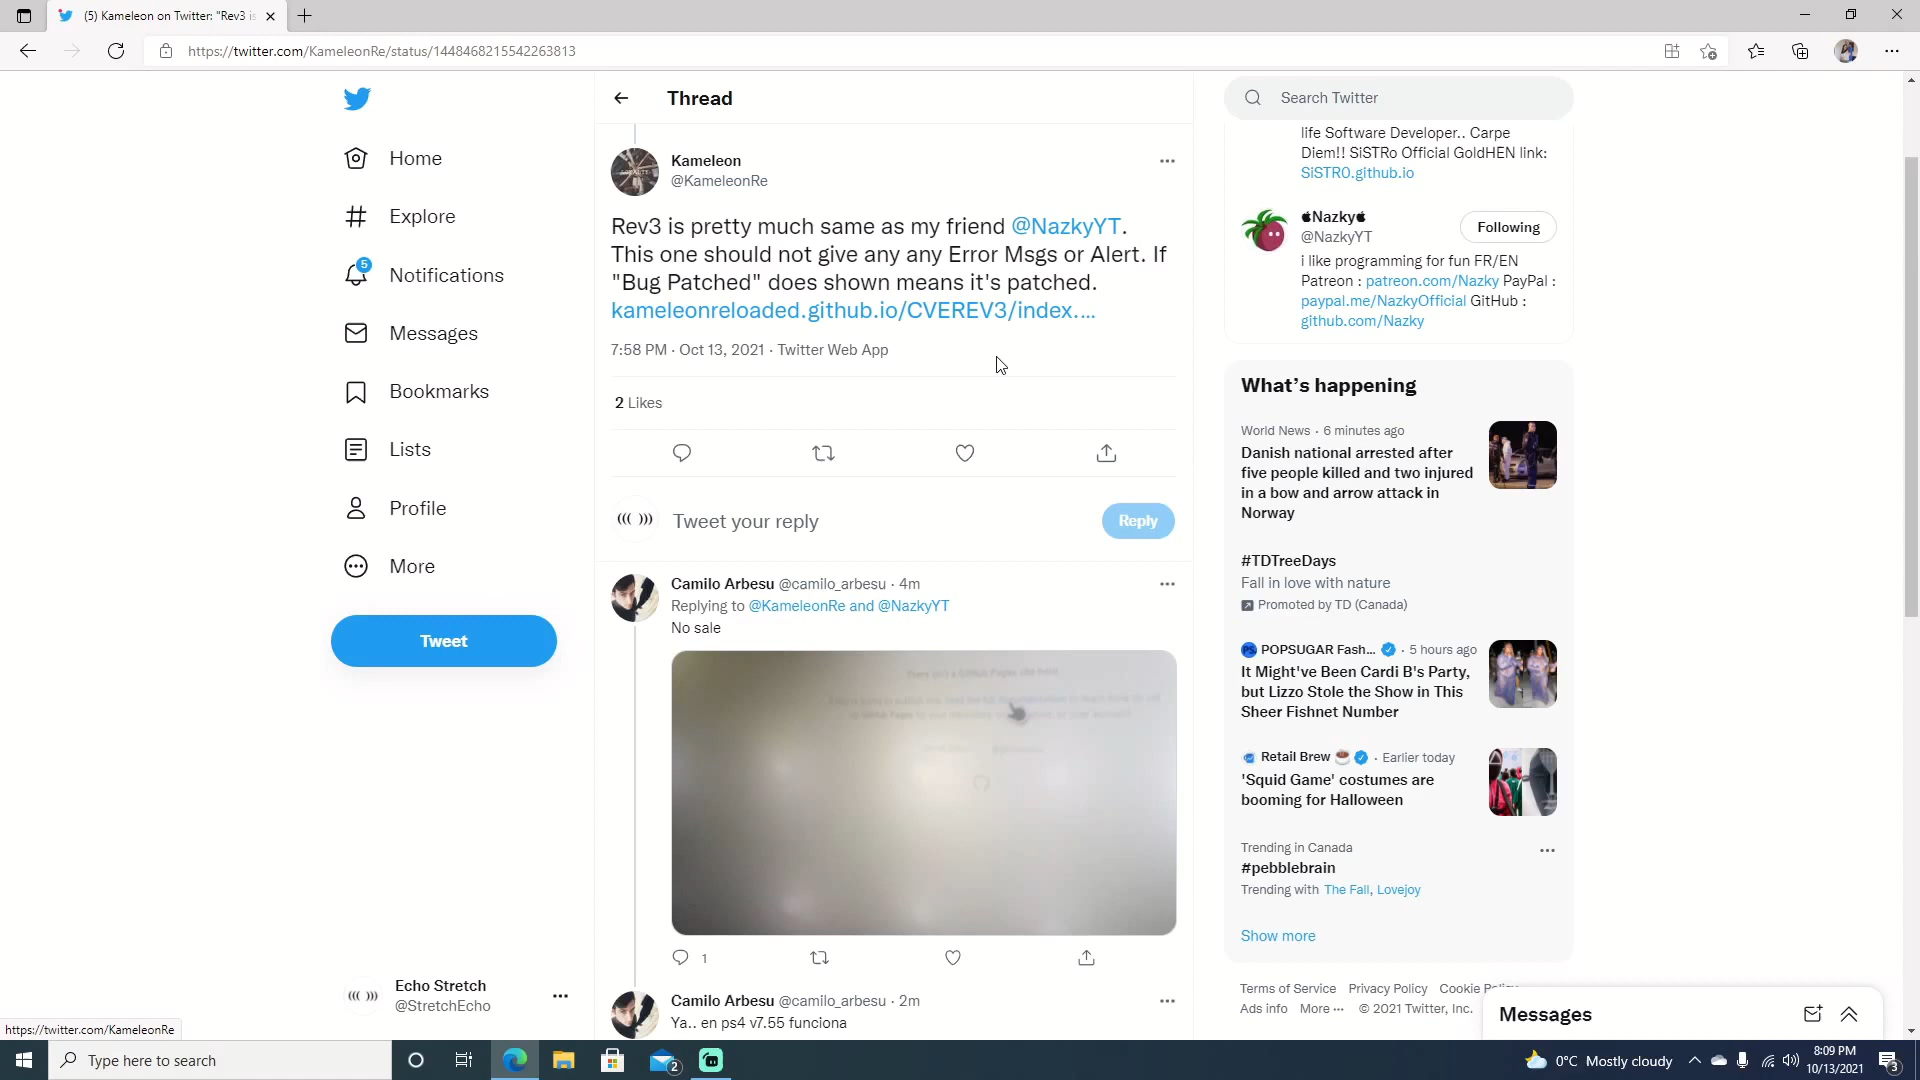 (5) Kameleon on Twitter: "Rev3 is
https://twitter.com/KameleonRe/status/1448468215542263813
Home
Explore
5
Notifications
Messages
Bookmarks
Lists
Profile
More
Tweet
Echo Stretch
@StretchEcho
https://twitter.com/KameleonRe
Thread
Kameleon
@KameleonRe
Rev3 is pretty much same as my friend @NazkyYT.
This one should not give any any Error Msgs or Alert. If
"Bug Patched" does shown means it's patched.
kameleonreloaded.github.io/CVEREV3/index....
7:58 PM · Oct 13, 2021 · Twitter Web App
2 Likes
Tweet your reply
Reply
Camilo Arbesu @camilo_arbesu · 4m
Replying to @KameleonRe and @NazkyYT
No sale
There isn't a GitHub Pages site here.
1
Camilo Arbesu @camilo_arbesu · 2m
Ya.. en ps4 v7.55 funciona
Search Twitter
life Software Developer.. Carpe
Diem!! SiSTRo Official GoldHEN link:
SiSTR0.github.io
Nazky
@NazkyYT
Following
i like programming for fun FR/EN
Patreon : patreon.com/Nazky PayPal :
paypal.me/NazkyOfficial GitHub :
github.com/Nazky
What's happening
World News · 6 minutes ago
Danish national arrested after
five people killed and two injured
in a bow and arrow attack in
Norway
#TDTreeDays
Fall in love with nature
Promoted by TD (Canada)
POPSUGAR Fash... · 5 hours ago
It Might've Been Cardi B's Party,
but Lizzo Stole the Show in This
Sheer Fishnet Number
Retail Brew · Earlier today
'Squid Game' costumes are
booming for Halloween
Trending in Canada
#pebblebrain
Trending with The Fall, Lovejoy
Show more
Terms of Service Privacy Policy Cookie Policy
Ads info More ··· © 2021 Twitter, Inc.
Messages
Type here to search
2
0°C Mostly cloudy
8:09 PM
10/13/2021
3